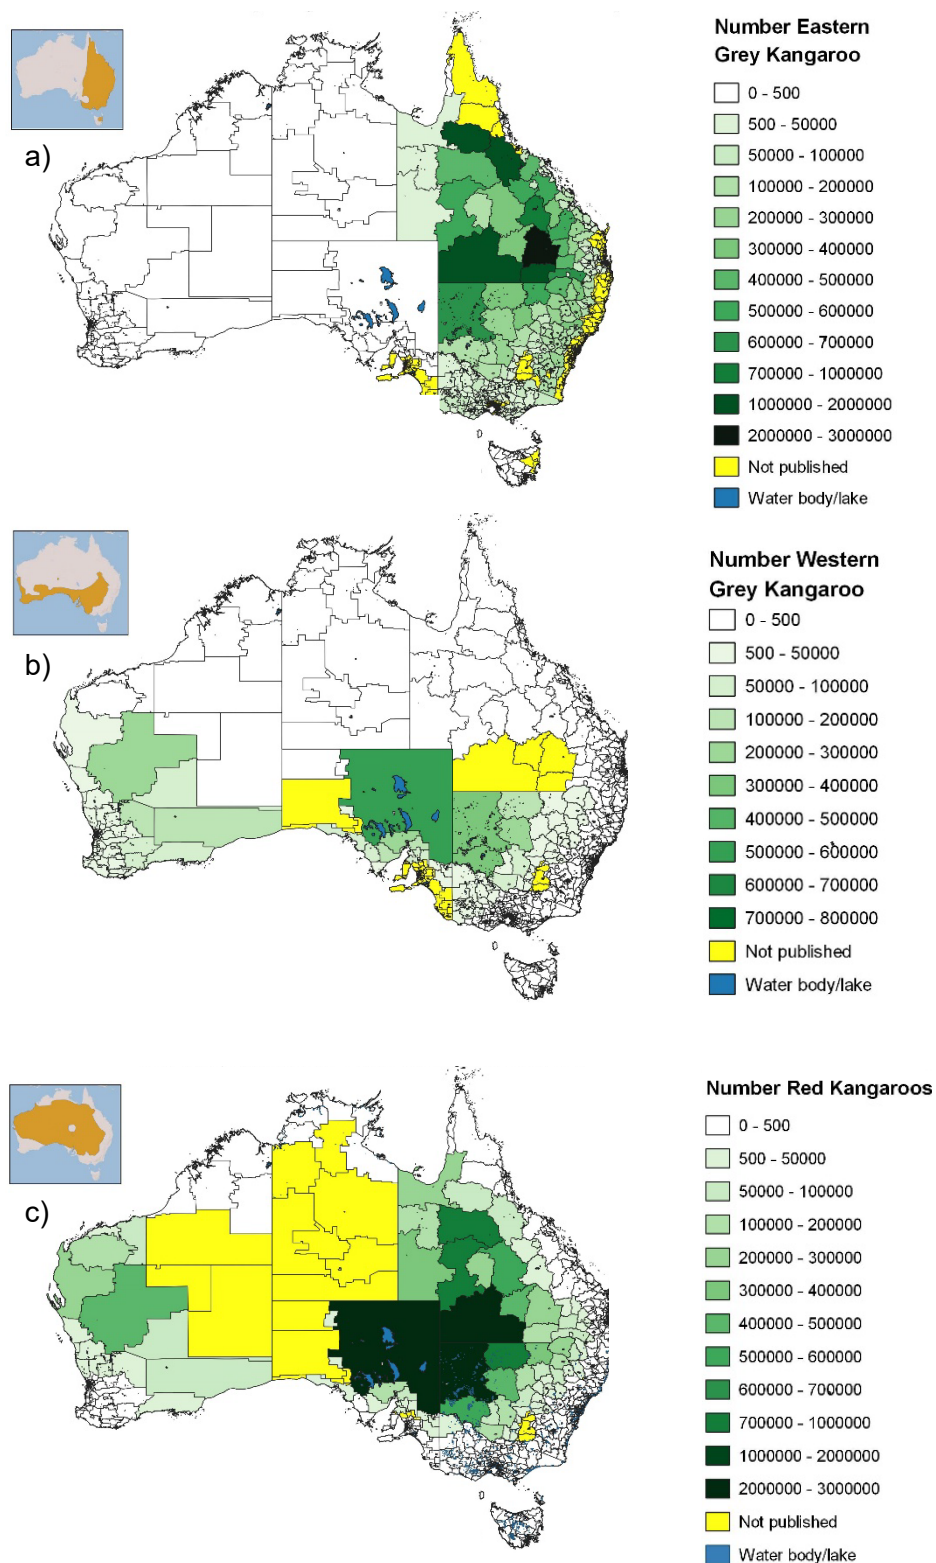 a)
Number Eastern
Grey Kangaroo
0 - 500
500 - 50000
50000 - 100000
100000 - 200000
200000 - 300000
300000 - 400000
400000 - 500000
500000 - 600000
600000 - 700000
700000 - 1000000
1000000 - 2000000
2000000 - 3000000
Not published
Water body/lake
b)
Number Western
Grey Kangaroo
0 - 500
500 - 50000
50000 - 100000
100000 - 200000
200000 - 300000
300000 - 400000
400000 - 500000
500000 - 600000
600000 - 700000
700000 - 800000
Not published
Water body/lake
c)
Number Red Kangaroos
0 - 500
500 - 50000
50000 - 100000
100000 - 200000
200000 - 300000
300000 - 400000
400000 - 500000
500000 - 600000
600000 - 700000
700000 - 1000000
1000000 - 2000000
2000000 - 3000000
Not published
Water body/lake